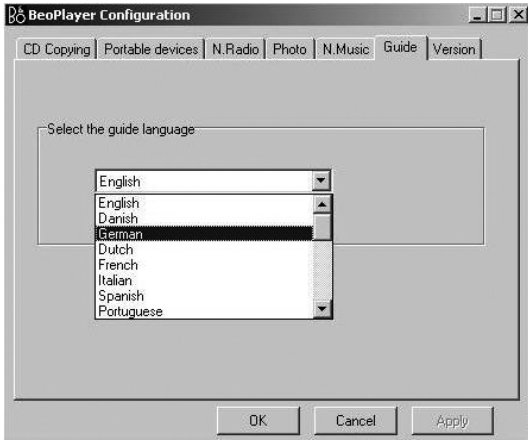 BeoPlayer Configuration
CD Copying Portable devices N.Radio Photo N.Music Guide Version
Select the guide language
English
English
Danish
German
Dutch
French
Italian
Spanish
Portuguese
OK Cancel Apply